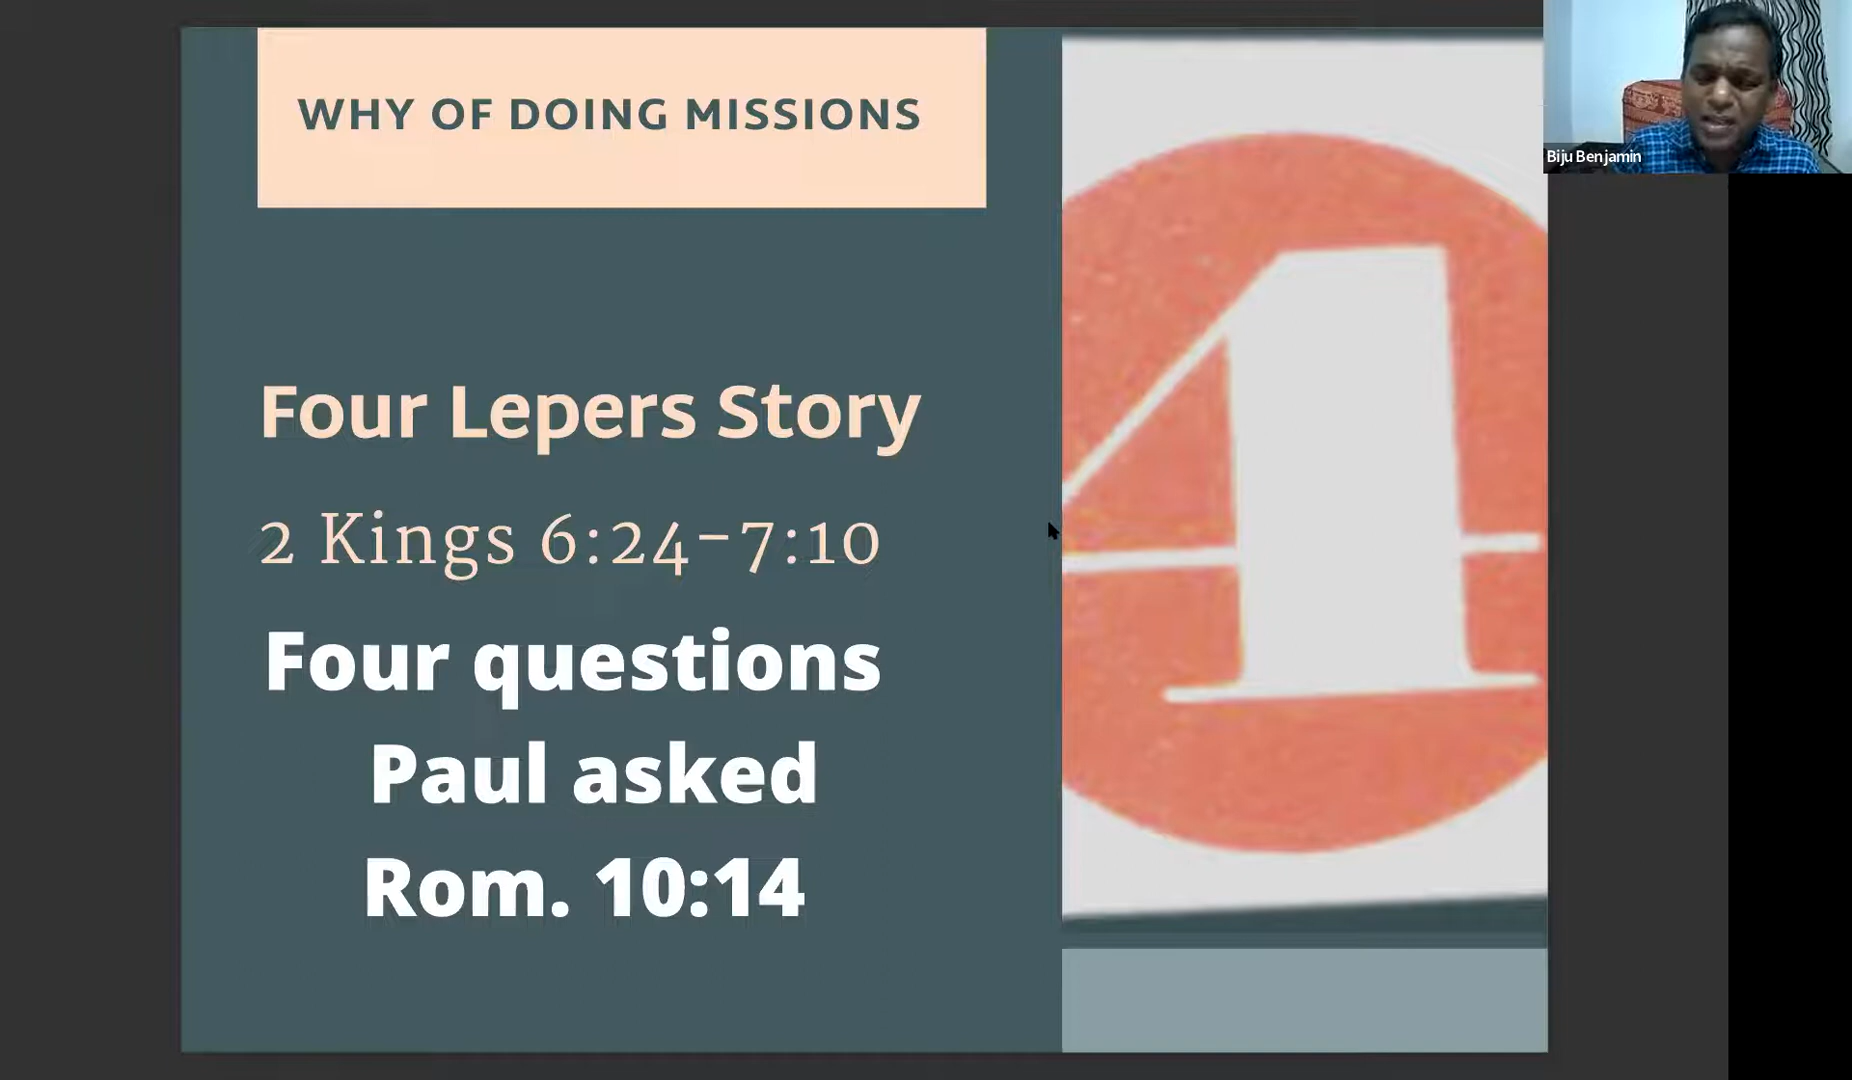 WHY OF DOING MISSIONS
Four Lepers Story
2 Kings 6:24-7:10
Four questions
Paul asked
Rom. 10:14
4
Biju Benjamin